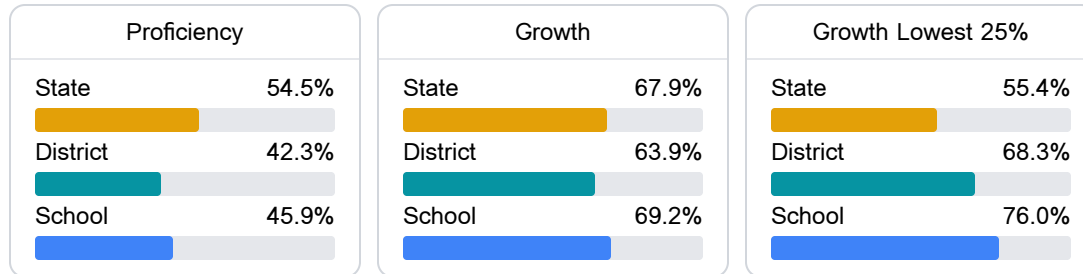 Proficiency
State 54.5%
District 42.3%
School 45.9%
Growth
State 67.9%
District 63.9%
School 69.2%
Growth Lowest 25%
State 55.4%
District 68.3%
School 76.0%